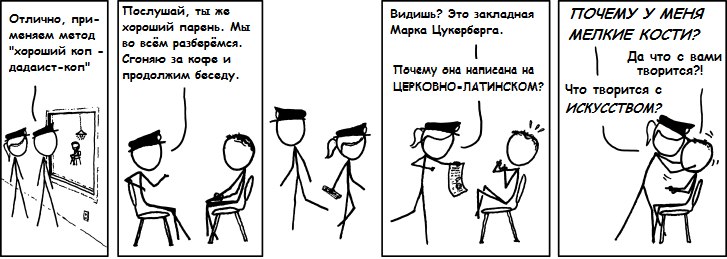 Отлично, при-
меняем метод
"хороший коп -
дадаист-коп"
Послушай, ты же
хороший парень. Мы
во всём разберёмся.
Сгоняю за кофе и
продолжим беседу.
Видишь? Это закладная
Марка Цукерберга.
Почему она написана на
ЦЕРКОВНО-ЛАТИНСКОМ?
ПОЧЕМУ У МЕНЯ
МЕЛКИЕ КОСТИ?
Да что с вами
творится?!
Что творится с
ИСКУССТВОМ?